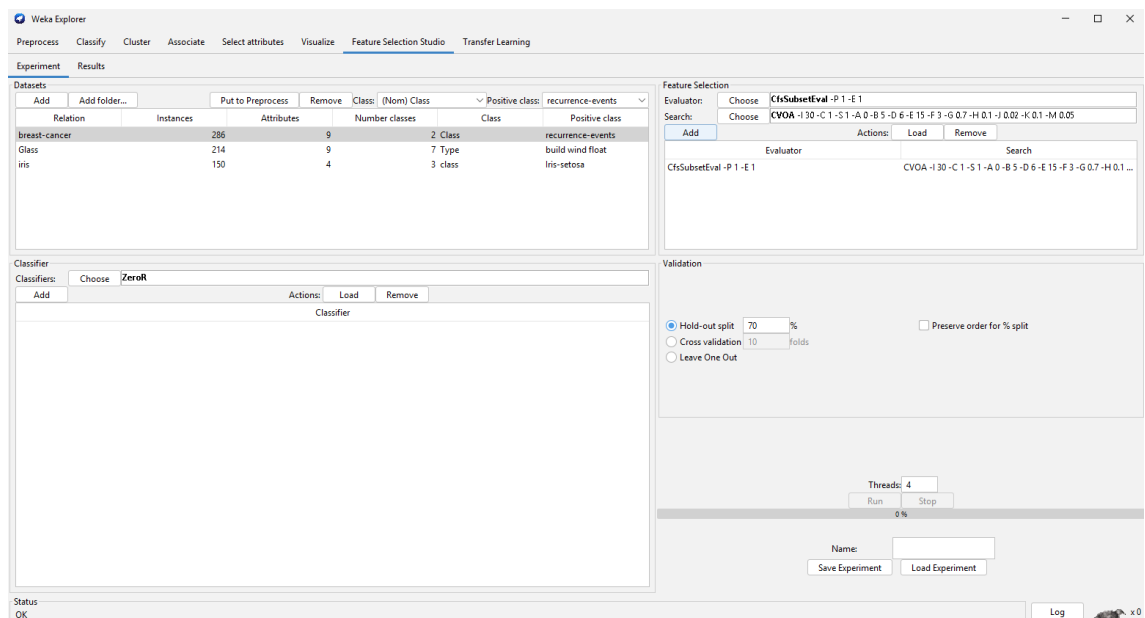 Weka Explorer
Preprocess Classify Cluster Associate Select attributes Visualize Feature Selection Studio Transfer Learning
Experiment Results
Datasets
Add Add folder... Put to Preprocess Remove Class: (Nom) Class Positive class: recurrence-events
Relation Instances Attributes Number classes Class Positive class
breast-cancer 286 9 2 Class recurrence-events
Glass 214 9 7 Type build wind float
iris 150 4 3 class Iris-setosa
Feature Selection
Evaluator: Choose CfsSubsetEval -P 1 -E 1
Search: Choose CVOA -I 30 -C 1 -S 1 -A 0 -B 5 -D 6 -E 15 -F 3 -G 0.7 -H 0.1 -J 0.02 -K 0.1 -M 0.05
Add Actions: Load Remove
Evaluator Search
CfsSubsetEval -P 1 -E 1 CVOA -I 30 -C 1 -S 1 -A 0 -B 5 -D 6 -E 15 -F 3 -G 0.7 -H 0.1 ...
Classifier
Classifiers: Choose ZeroR
Add Actions: Load Remove
Classifier
Validation
Hold-out split 70 % Preserve order for % split
Cross validation 10 folds
Leave One Out
Threads: 4
Run Stop
0 %
Name:
Save Experiment Load Experiment
Status
OK
Log x 0